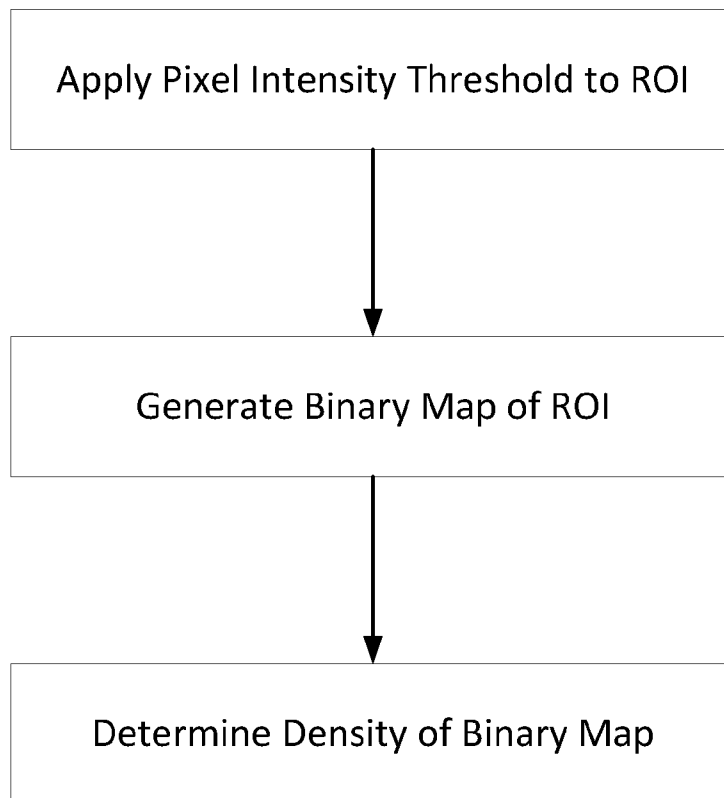 Apply Pixel Intensity Threshold to ROI
Generate Binary Map of ROI
Determine Density of Binary Map